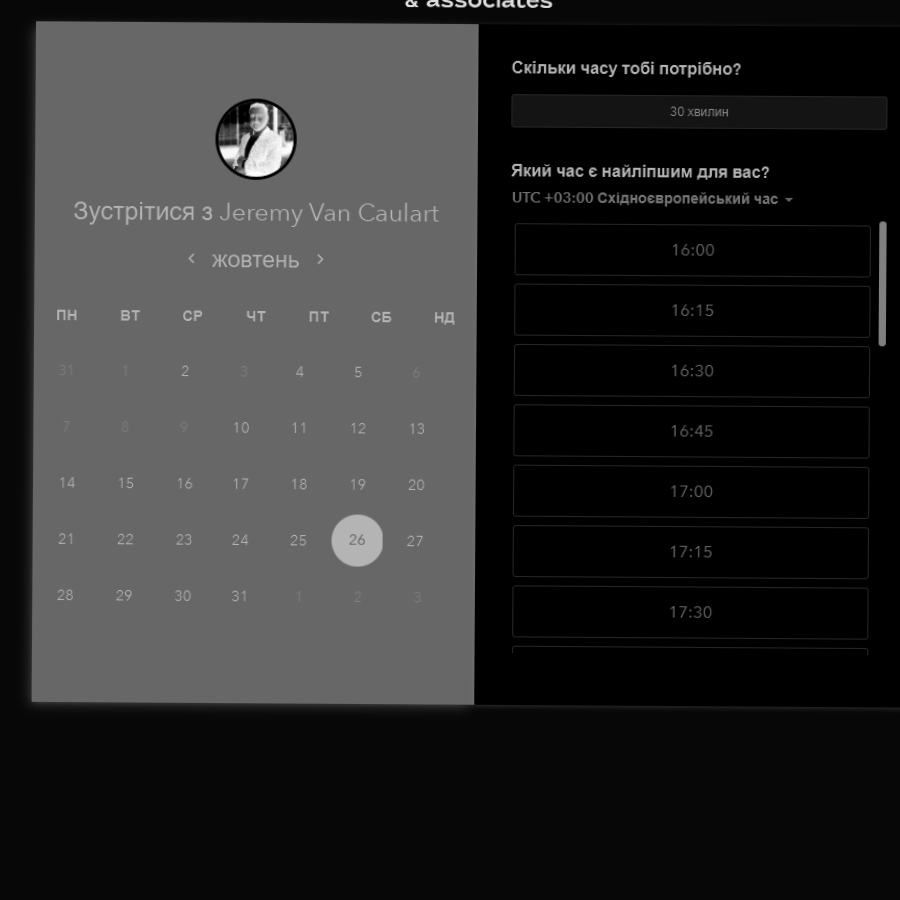 & associates
Зустрітися з Jeremy Van Caulart
жовтень
ПН ВТ СР ЧТ ПТ СБ НД
31 1 2 3 4 5 6
7 8 9 10 11 12 13
14 15 16 17 18 19 20
21 22 23 24 25 26 27
28 29 30 31 1 2 3
Скільки часу тобі потрібно?
30 хвилин
Який час є найліпшим для вас?
UTC +03:00 Східноєвропейський час
16:00
16:15
16:30
16:45
17:00
17:15
17:30